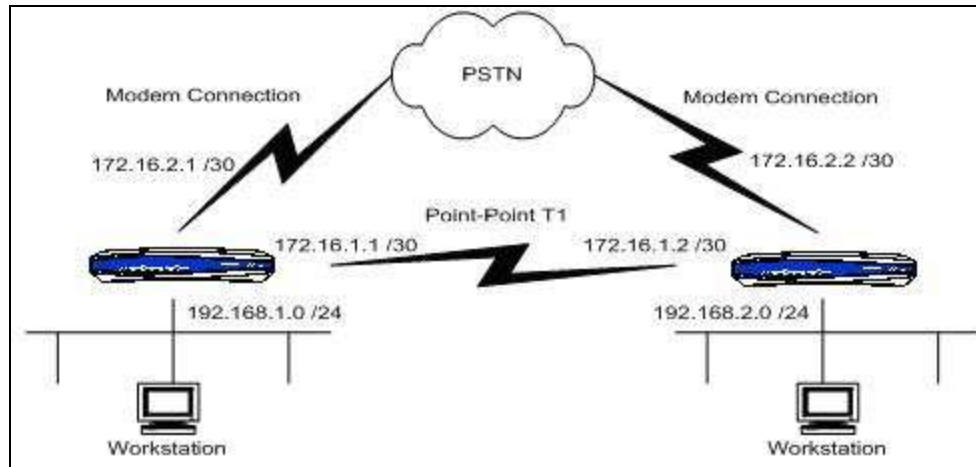 PSTN
Modem Connection
Modem Connection
172.16.2.1 /30
172.16.2.2 /30
Point-Point T1
172.16.1.1 /30
172.16.1.2 /30
192.168.1.0 /24
192.168.2.0 /24
Workstation
Workstation